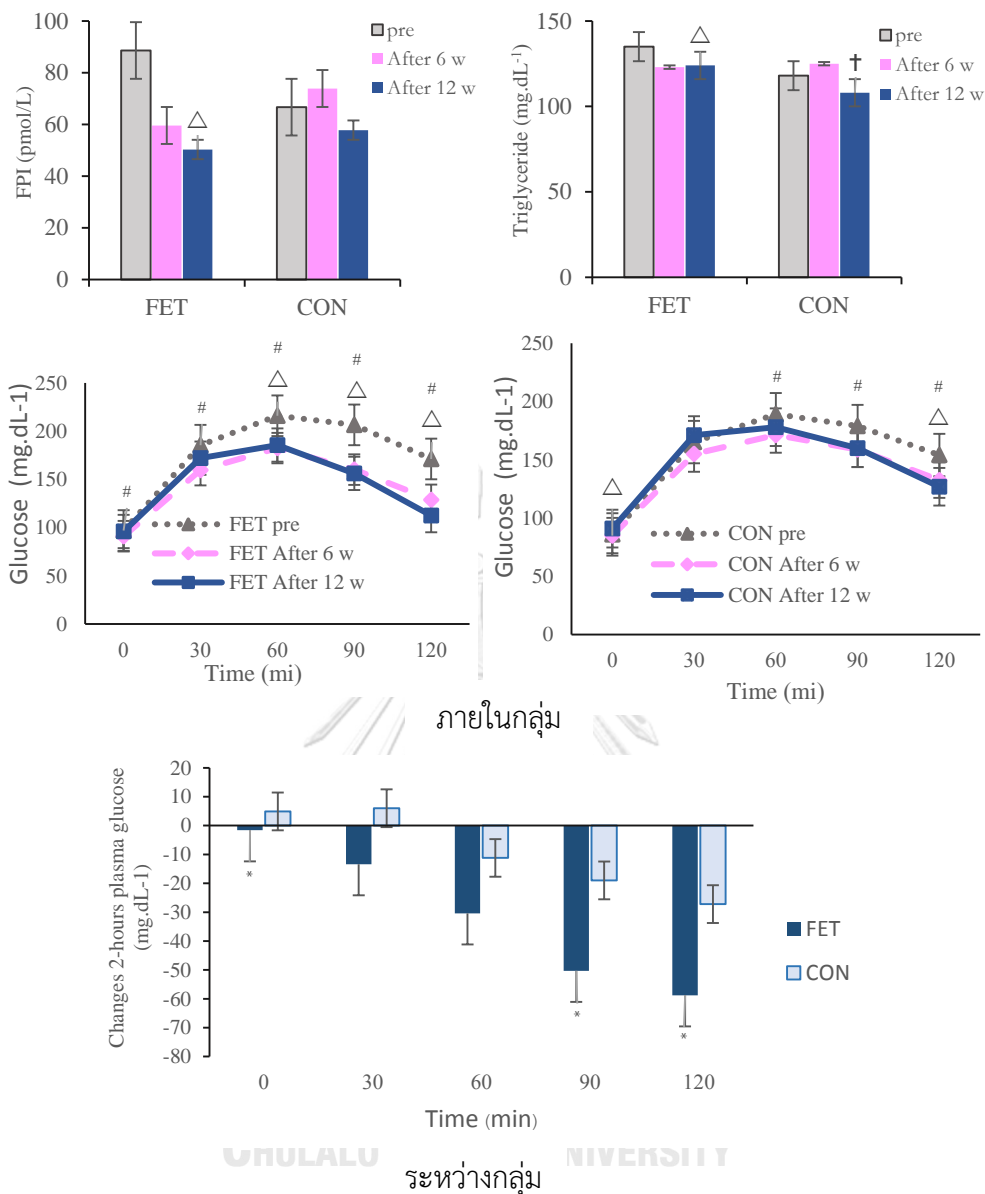 100
80
60
40
20
0
FPI (pmol/L)
△
pre
After 6 w
After 12 w
FET
CON
150
100
50
0
Triglyceride (mg.dL-1)
△
†
pre
After 6 w
After 12 w
FET
CON
250
200
150
100
50
0
Glucose (mg.dL-1)
# # # # #
△ △ △
FET pre
FET After 6 w
FET After 12 w
0 30 60 90 120
Time (mi)
250
200
150
100
50
0
Glucose (mg.dL-1)
# # #
△ △
CON pre
CON After 6 w
CON After 12 w
0 30 60 90 120
Time (mi)
ภายในกลุ่ม
20
10
0
-10
-20
-30
-40
-50
-60
-70
-80
Changes 2-hours plasma glucose
(mg.dL-1)
* * *
FET
CON
0 30 60 90 120
Time (min)
ระหว่างกลุ่ม